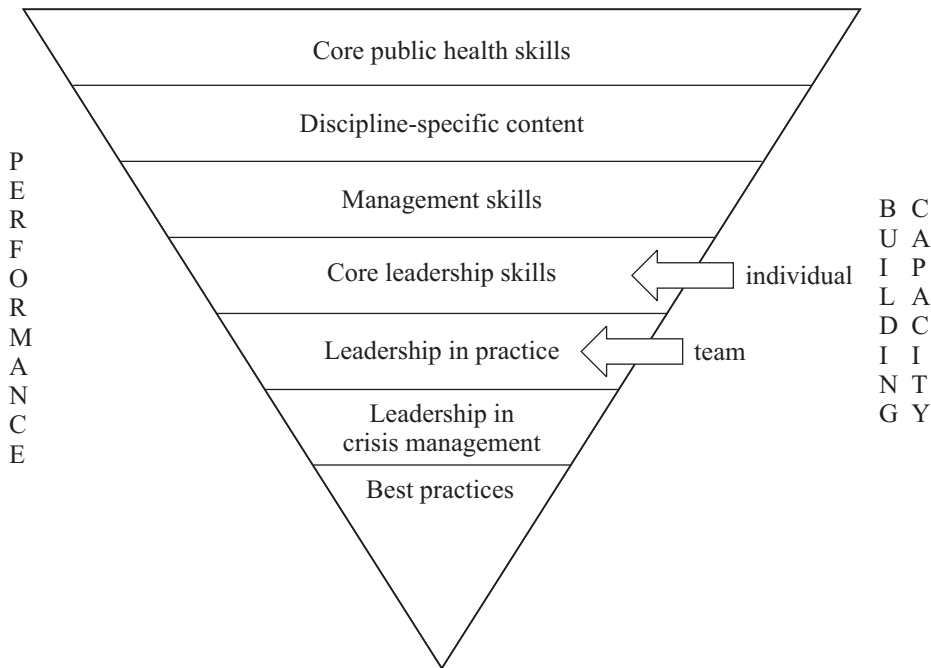 Core public health skills
Discipline-specific content
Management skills
Core leadership skills
individual
Leadership in practice
team
Leadership in
crisis management
Best practices
PERFORMANCE
BUILDING
CAPACITY